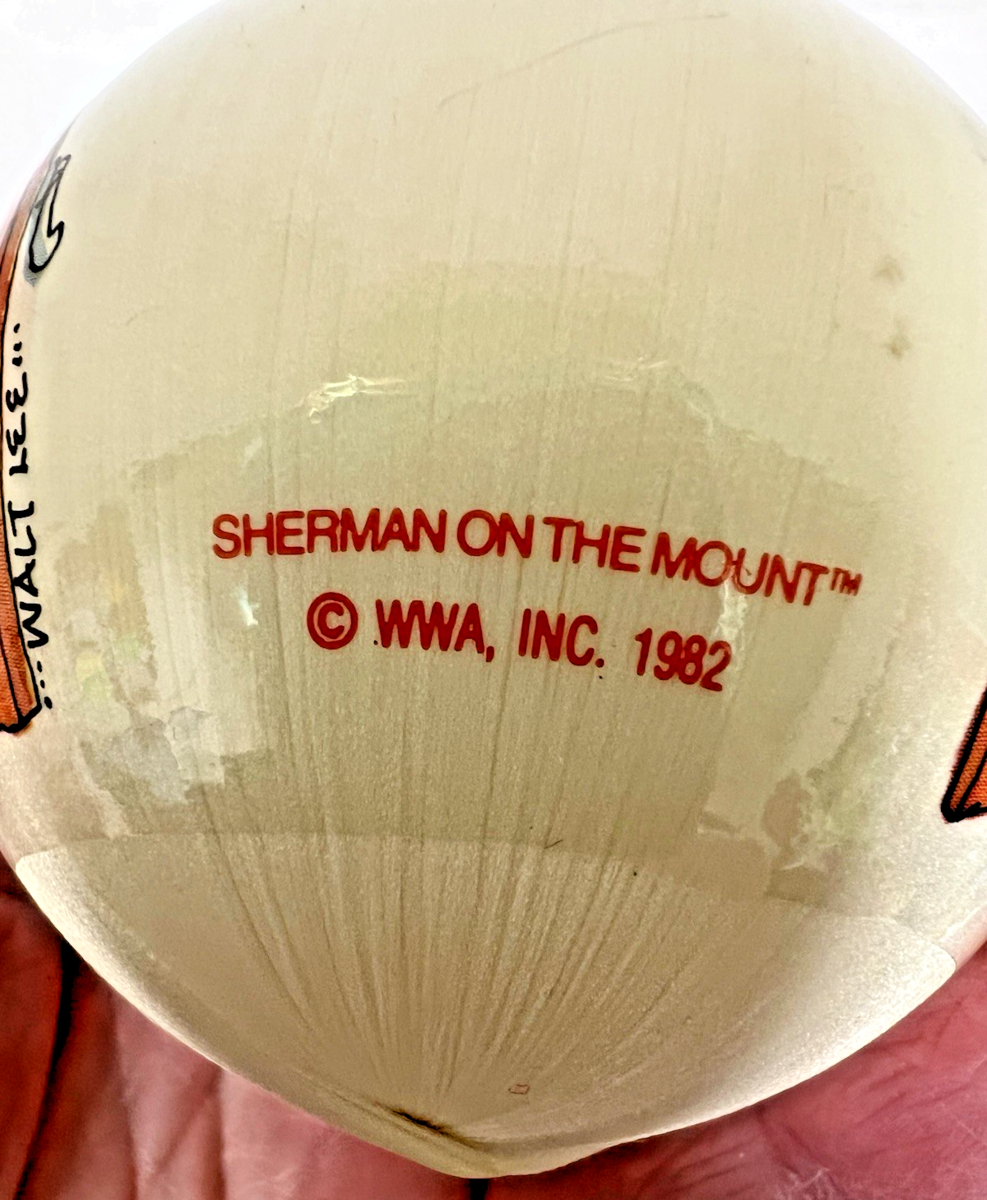 ...WALT LEE...
SHERMAN ON THE MOUNT™
© WWA, INC. 1982